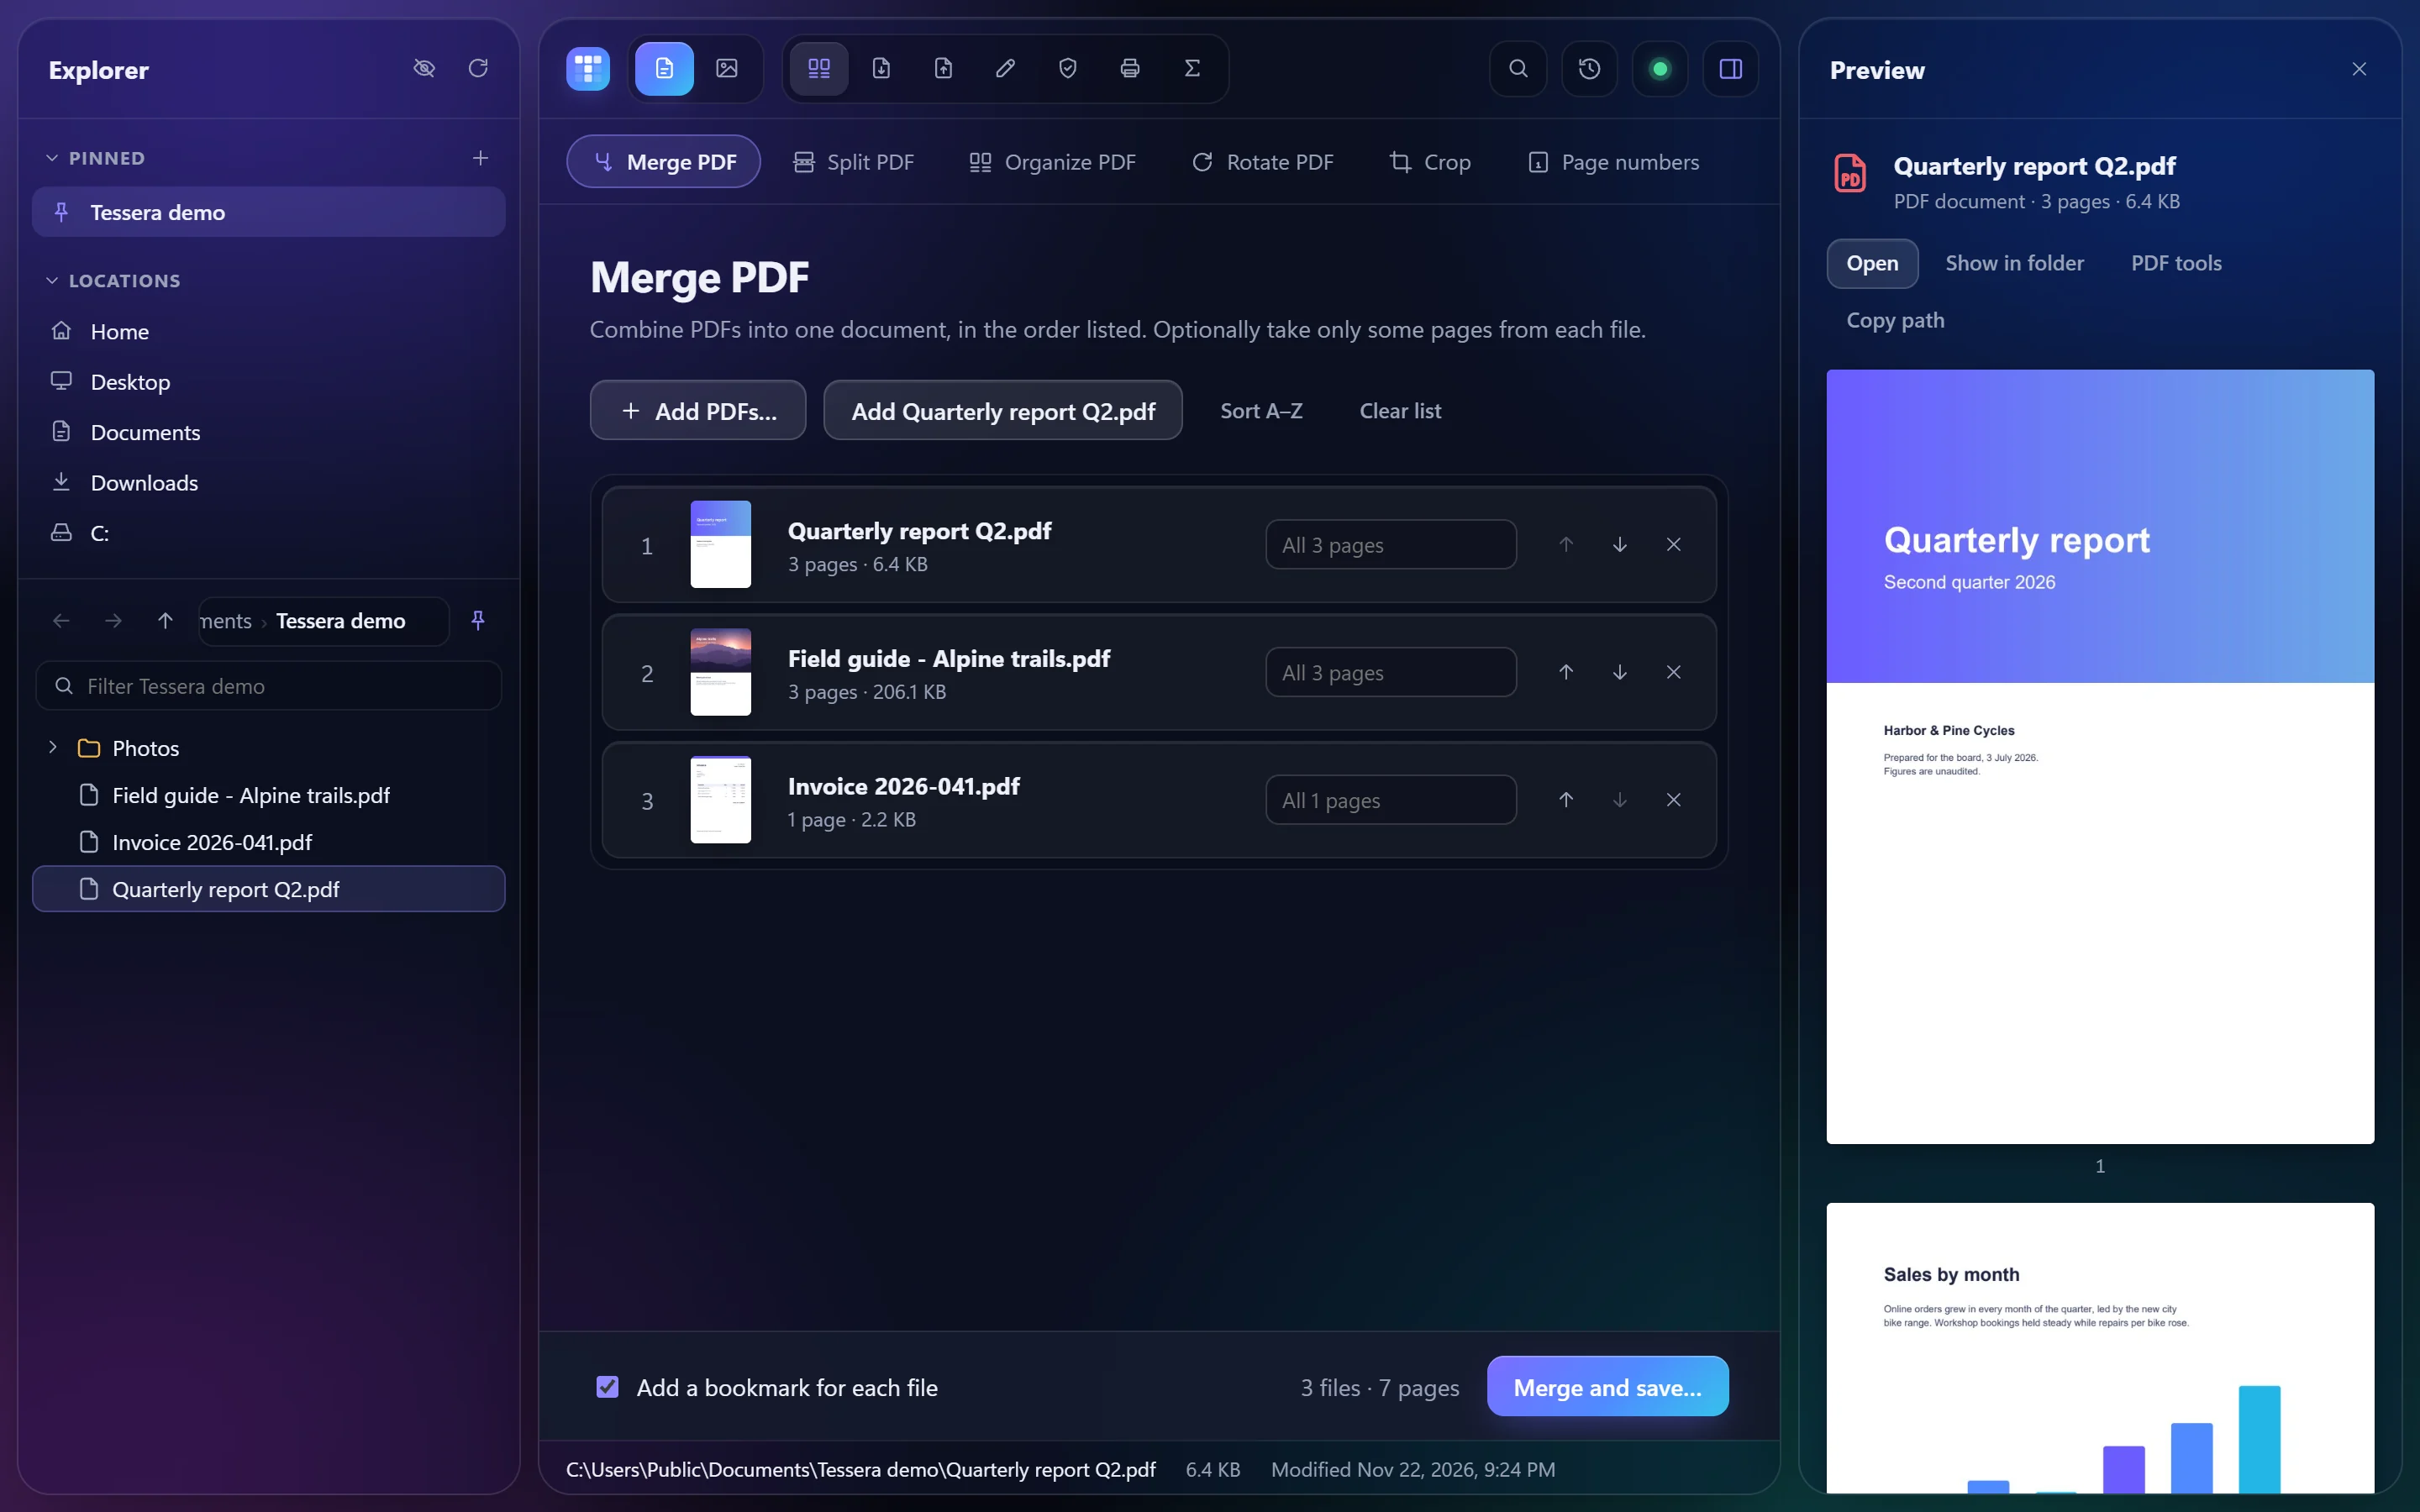 Explorer
PINNED
Tessera demo
LOCATIONS
Home
Desktop
Documents
Downloads
C:
ments › Tessera demo
Filter Tessera demo
Photos
Field guide - Alpine trails.pdf
Invoice 2026-041.pdf
Quarterly report Q2.pdf
Merge PDF
Split PDF
Organize PDF
Rotate PDF
Crop
Page numbers
Merge PDF
Combine PDFs into one document, in the order listed. Optionally take only some pages from each file.
Add PDFs...
Add Quarterly report Q2.pdf
Sort A–Z
Clear list
1
Quarterly report
Quarterly report Q2.pdf
3 pages · 6.4 KB
All 3 pages
2
Field guide - Alpine trails.pdf
3 pages · 206.1 KB
All 3 pages
3
Invoice 2026-041.pdf
1 page · 2.2 KB
All 1 pages
Add a bookmark for each file
3 files · 7 pages
Merge and save...
C:\Users\Public\Documents\Tessera demo\Quarterly report Q2.pdf
6.4 KB
Modified Nov 22, 2026, 9:24 PM
Preview
PD
Quarterly report Q2.pdf
PDF document · 3 pages · 6.4 KB
Open
Show in folder
PDF tools
Copy path
Quarterly report
Second quarter 2026
Harbor & Pine Cycles
Prepared for the board, 3 July 2026.
Figures are unaudited.
1
Sales by month
Online orders grew in every month of the quarter, led by the new city
bike range. Workshop bookings held steady while repairs per bike rose.